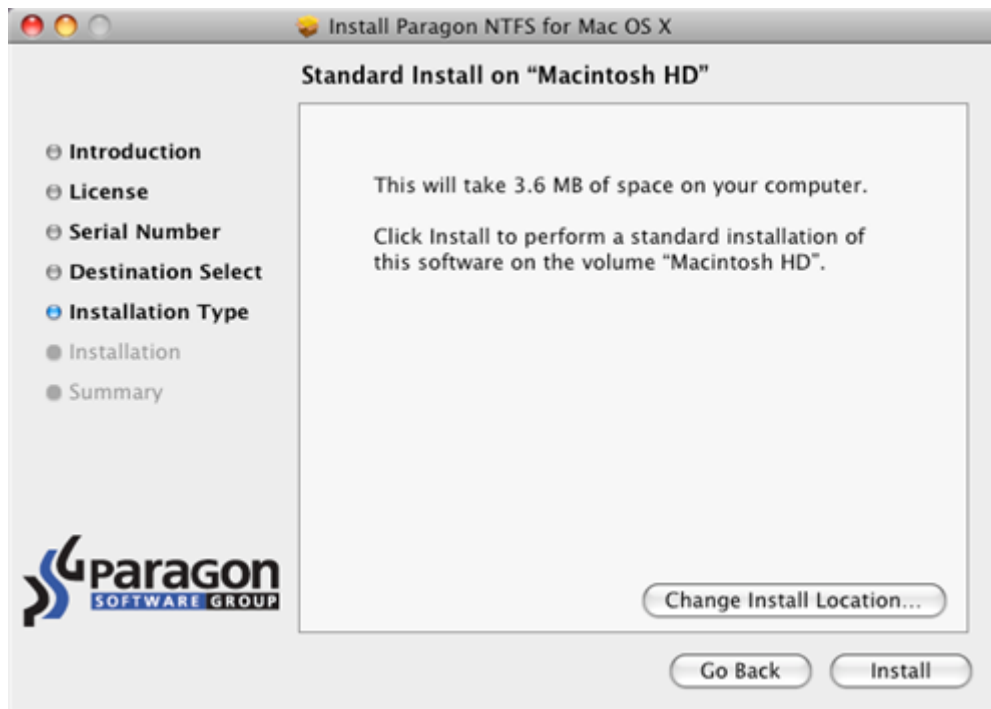 Install Paragon NTFS for Mac OS X
Standard Install on “Macintosh HD”
Introduction
License
Serial Number
Destination Select
Installation Type
Installation
Summary
This will take 3.6 MB of space on your computer.
Click Install to perform a standard installation of
this software on the volume “Macintosh HD”.
paragon
SOFTWARE GROUP
Change Install Location...
Go Back
Install